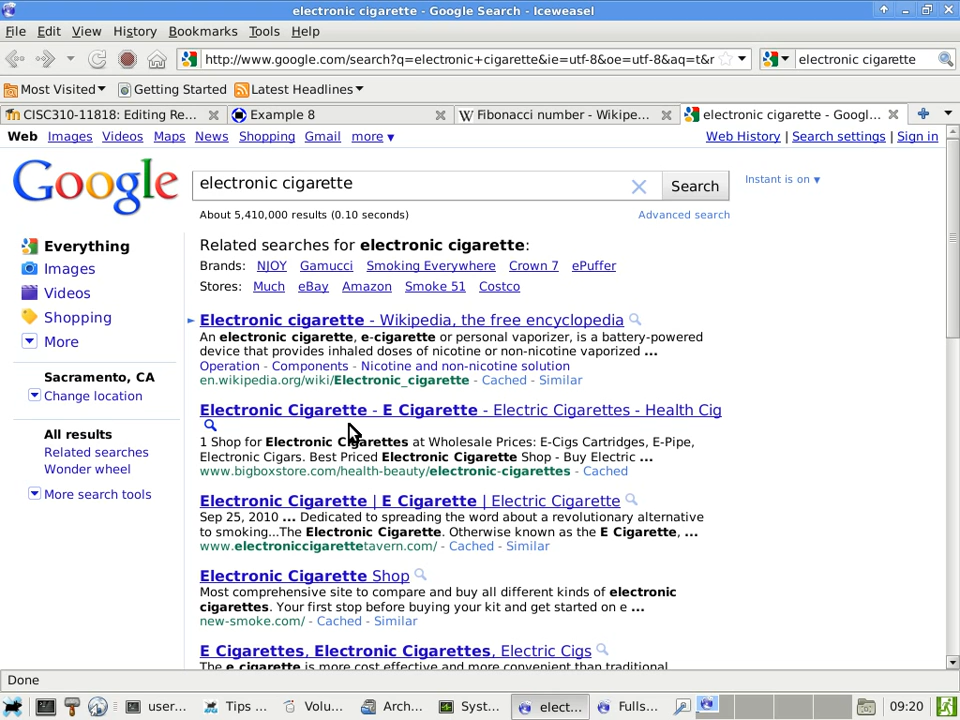 electronic cigarette - Google Search - Iceweasel
File Edit View History Bookmarks Tools Help
http://www.google.com/search?q=electronic+cigarette&ie=utf-8&oe=utf-8&aq=t&r
electronic cigarette
Most Visited Getting Started Latest Headlines
CISC310-11818: Editing Re... Example 8 Fibonacci number - Wikipe... electronic cigarette - Googl...
Web Images Videos Maps News Shopping Gmail more Web History | Search settings | Sign in
Google
electronic cigarette
Search
Instant is on
About 5,410,000 results (0.10 seconds)
Advanced search
Everything
Images
Videos
Shopping
More
Sacramento, CA
Change location
All results
Related searches
Wonder wheel
More search tools
Related searches for electronic cigarette:
Brands: NJOY Gamucci Smoking Everywhere Crown 7 ePuffer
Stores: Much eBay Amazon Smoke 51 Costco
Electronic cigarette - Wikipedia, the free encyclopedia
An electronic cigarette, e-cigarette or personal vaporizer, is a battery-powered
device that provides inhaled doses of nicotine or non-nicotine vaporized ...
Operation - Components - Nicotine and non-nicotine solution
en.wikipedia.org/wiki/Electronic_cigarette - Cached - Similar
Electronic Cigarette - E Cigarette - Electric Cigarettes - Health Cig
1 Shop for Electronic Cigarettes at Wholesale Prices: E-Cigs Cartridges, E-Pipe,
Electronic Cigars. Best Priced Electronic Cigarette Shop - Buy Electric ...
www.bigboxstore.com/health-beauty/electronic-cigarettes - Cached
Electronic Cigarette | E Cigarette | Electric Cigarette
Sep 25, 2010 ... Dedicated to spreading the word about a revolutionary alternative
to smoking...The Electronic Cigarette. Otherwise known as the E Cigarette, ...
www.electroniccigarettetavern.com/ - Cached - Similar
Electronic Cigarette Shop
Most comprehensive site to compare and buy all different kinds of electronic
cigarettes. Your first stop before buying your kit and get started on e ...
new-smoke.com/ - Cached - Similar
E Cigarettes, Electronic Cigarettes, Electric Cigs
The e cigarette is more cost effective and more convenient than traditional
Done
user... Tips ... Volu... Arch... Syst... elect... Fulls... 09:20